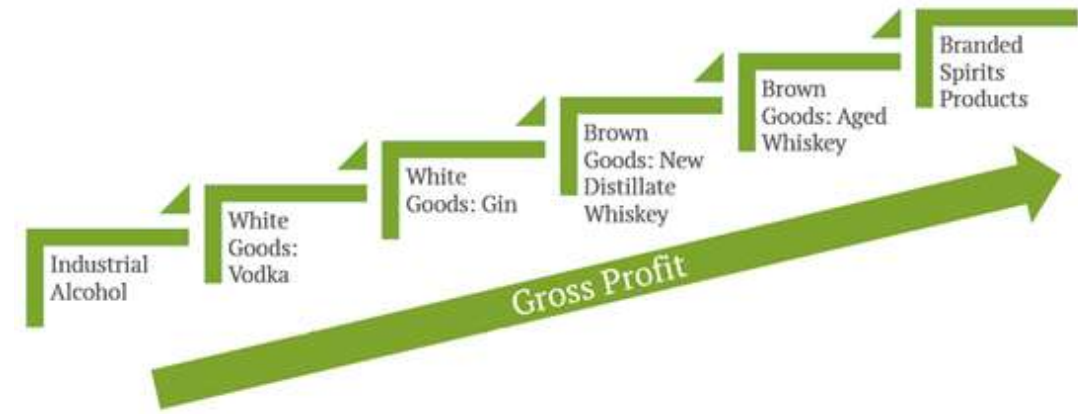 Industrial
Alcohol
White
Goods:
Vodka
White
Goods: Gin
Brown
Goods: New
Distillate
Whiskey
Brown
Goods: Aged
Whiskey
Branded
Spirits
Products
Gross Profit